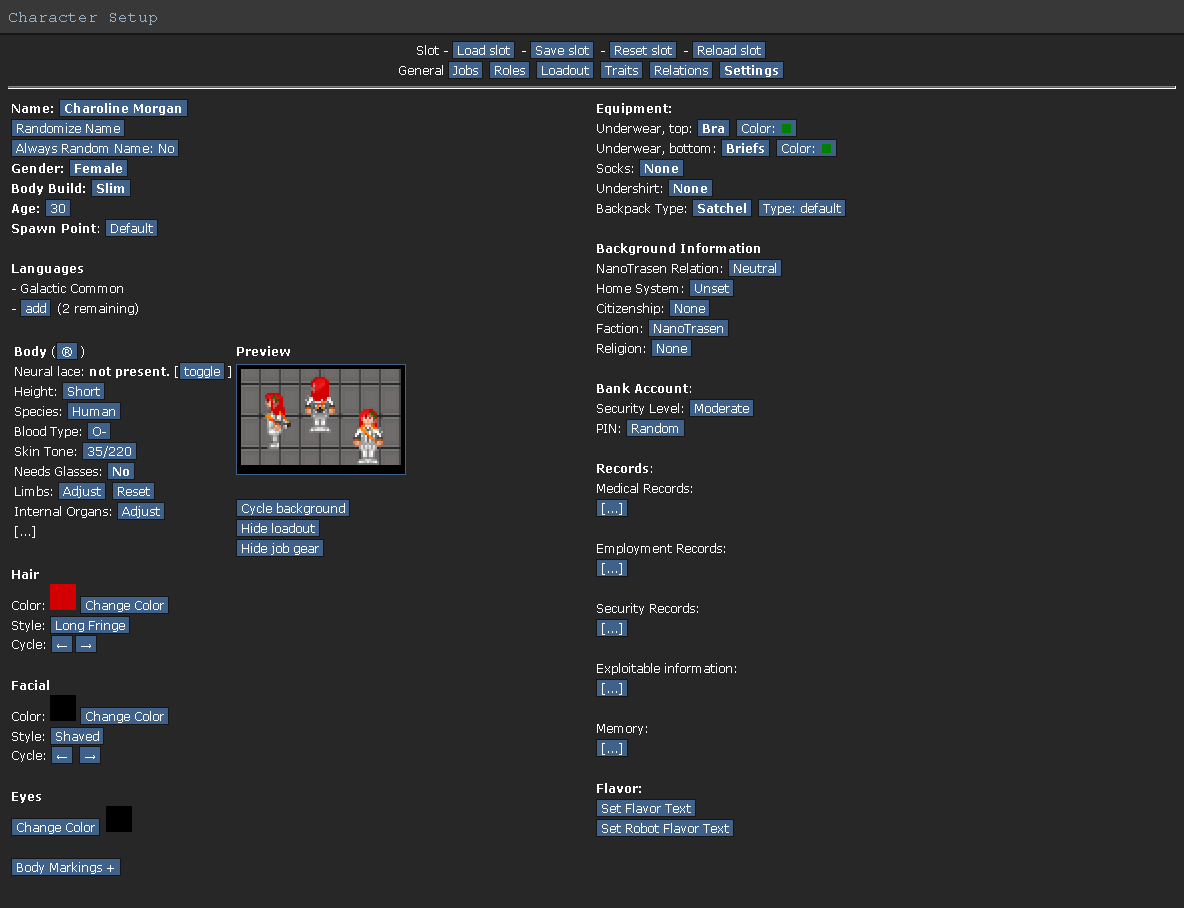 Character Setup
Slot - Load slot - Save slot - Reset slot - Reload slot
General Jobs Roles Loadout Traits Relations Settings
Name: Charoline Morgan
Randomize Name
Always Random Name: No
Gender: Female
Body Build: Slim
Age: 30
Spawn Point: Default
Languages
- Galactic Common
- add (2 remaining)
Body (®)
Neural lace: not present. [ toggle ]
Height: Short
Species: Human
Blood Type: O-
Skin Tone: 35/220
Needs Glasses: No
Limbs: Adjust Reset
Internal Organs: Adjust
[...]
Preview
Cycle background
Hide loadout
Hide job gear
Hair
Color: Change Color
Style: Long Fringe
Cycle: ← →
Facial
Color: Change Color
Style: Shaved
Cycle: ← →
Eyes
Change Color
Body Markings +
Equipment:
Underwear, top: Bra Color:
Underwear, bottom: Briefs Color:
Socks: None
Undershirt: None
Backpack Type: Satchel Type: default
Background Information
NanoTrasen Relation: Neutral
Home System: Unset
Citizenship: None
Faction: NanoTrasen
Religion: None
Bank Account:
Security Level: Moderate
PIN: Random
Records:
Medical Records:
[...]
Employment Records:
[...]
Security Records:
[...]
Exploitable information:
[...]
Memory:
[...]
Flavor:
Set Flavor Text
Set Robot Flavor Text